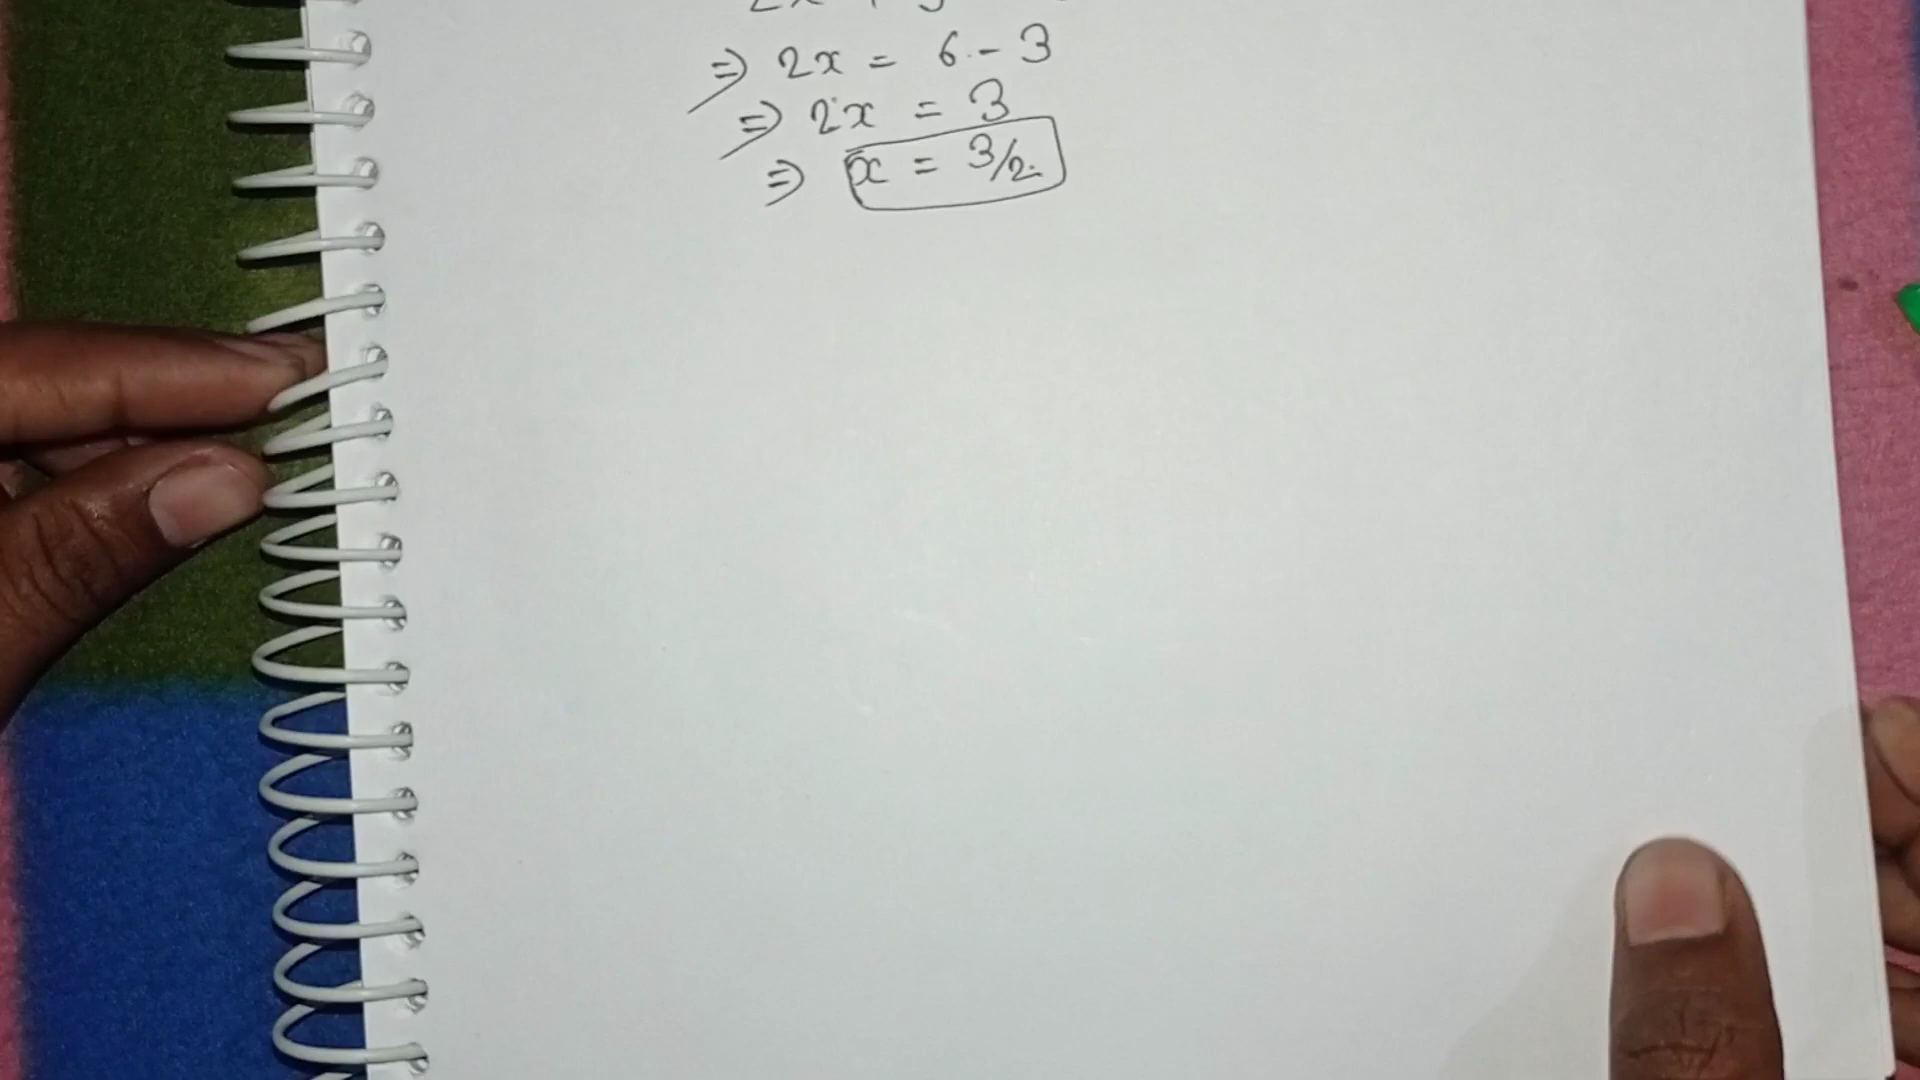 ⇒ 2x = 6 - 3
⇒ 2x = 3
⇒ x = 3/2